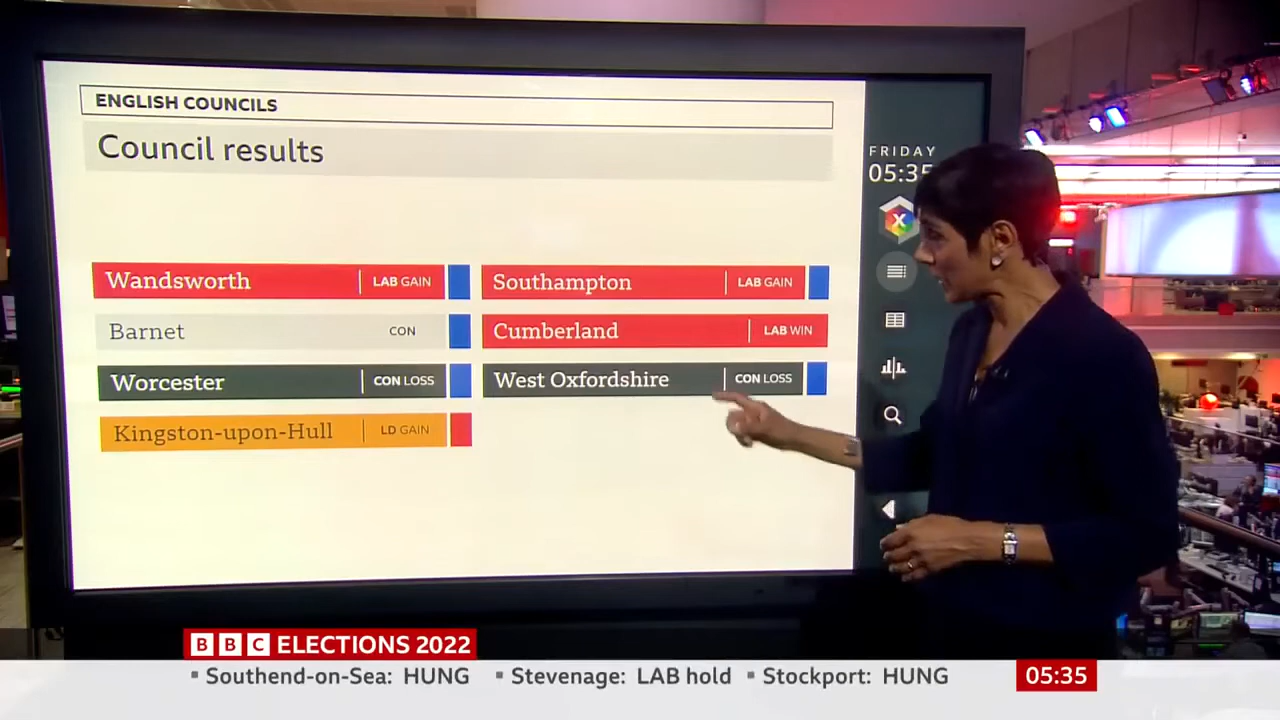 ENGLISH COUNCILS
Council results
FRIDAY
05:35
X
Wandsworth LAB GAIN
Southampton LAB GAIN
Barnet CON
Cumberland LAB WIN
Worcester CON LOSS
West Oxfordshire CON LOSS
Kingston-upon-Hull LD GAIN
BBC ELECTIONS 2022
▪ Southend-on-Sea: HUNG ▪ Stevenage: LAB hold ▪ Stockport: HUNG 05:35